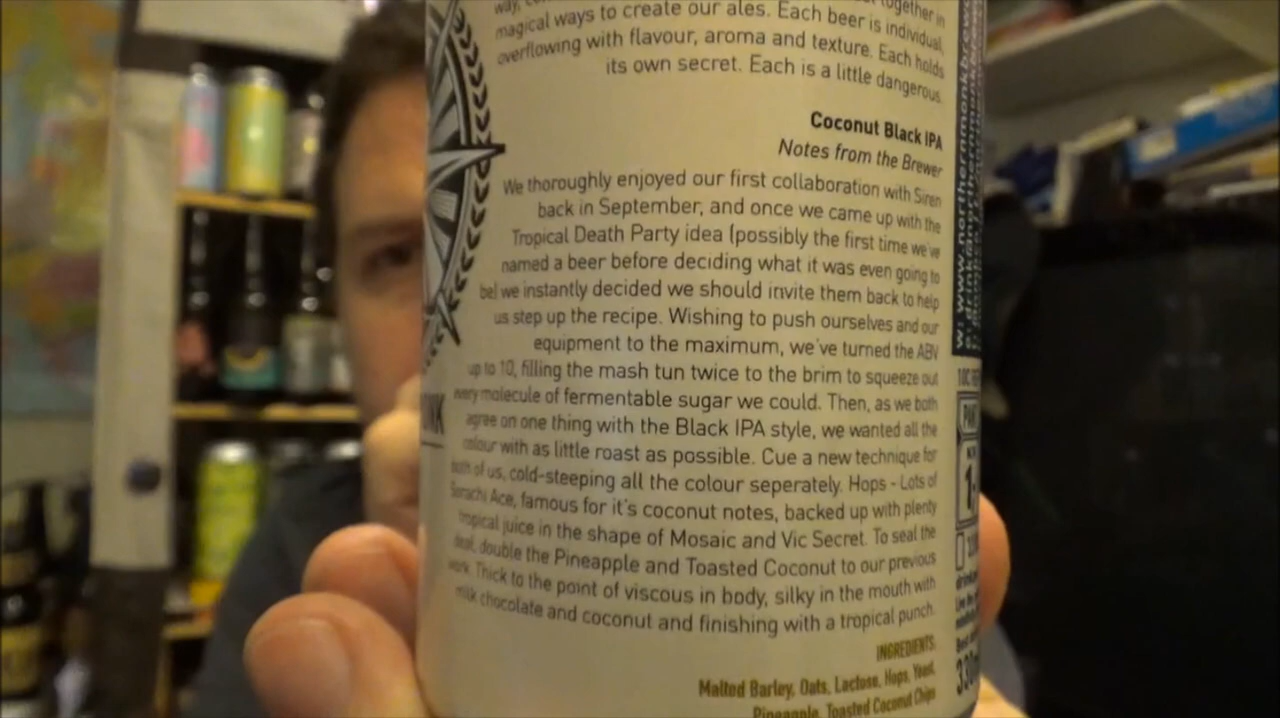 way, together in
magical ways to create our ales. Each beer is individual,
overflowing with flavour, aroma and texture. Each holds
its own secret. Each is a little dangerous.
Coconut Black IPA
Notes from the Brewer
We thoroughly enjoyed our first collaboration with Siren
back in September, and once we came up with the
Tropical Death Party idea (possibly the first time we've
named a beer before deciding what it was even going to
be) we instantly decided we should invite them back to help
us step up the recipe. Wishing to push ourselves and our
equipment to the maximum, we've turned the ABV
up to 10, filling the mash tun twice to the brim to squeeze out
every molecule of fermentable sugar we could. Then, as we both
agree on one thing with the Black IPA style, we wanted all the
colour with as little roast as possible. Cue a new technique for
both of us, cold-steeping all the colour seperately. Hops - Lots of
Sorachi Ace, famous for it's coconut notes, backed up with plenty
tropical juice in the shape of Mosaic and Vic Secret. To seal the
deal, double the Pineapple and Toasted Coconut to our previous
work. Thick to the point of viscous in body, silky in the mouth with
milk chocolate and coconut and finishing with a tropical punch.
INGREDIENTS:
Malted Barley, Oats, Lactose, Hops, Yeast,
Pineapple, Toasted Coconut Chips
ONK
w: www.northernmonkbrew
330m